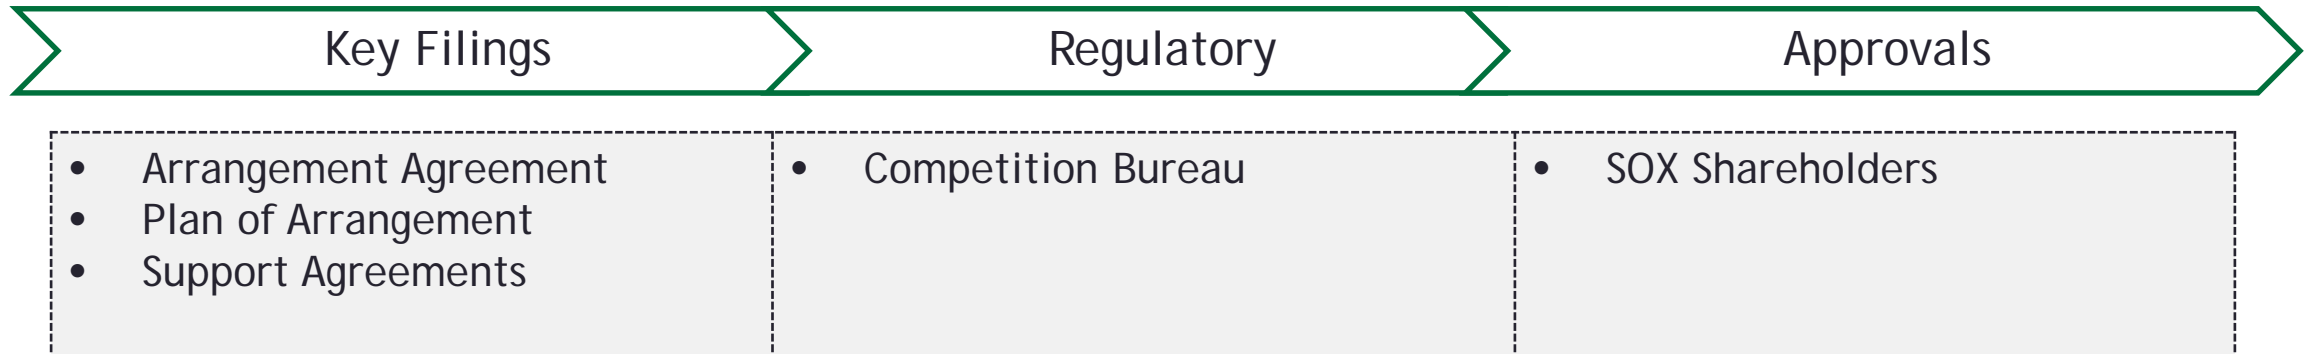 Key Filings
Regulatory
Approvals
• Arrangement Agreement
• Plan of Arrangement
• Support Agreements
• Competition Bureau
• SOX Shareholders